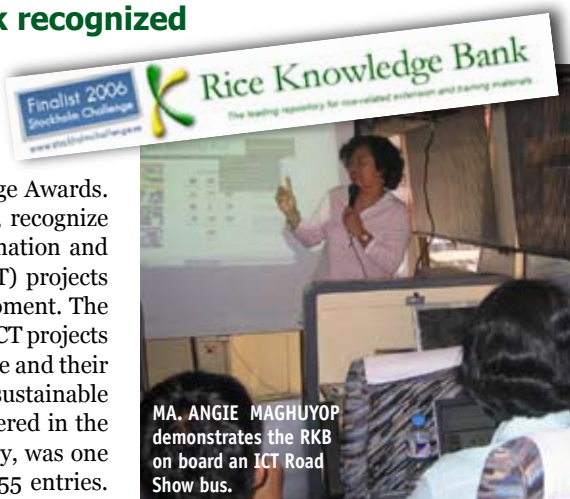 k recognized
Finalist 2006
Stockholm Challenge
www.stockholmchallenge.se
Rice Knowledge Bank
The leading repository for rice-related extension and training materials
ge Awards.
recognize
nation and
T) projects
pment. The
CT projects
e and their
sustainable
ered in the
y, was one
55 entries.
MA. ANGIE MAGHUYOP
demonstrates the RKB
on board an ICT Road
Show bus.